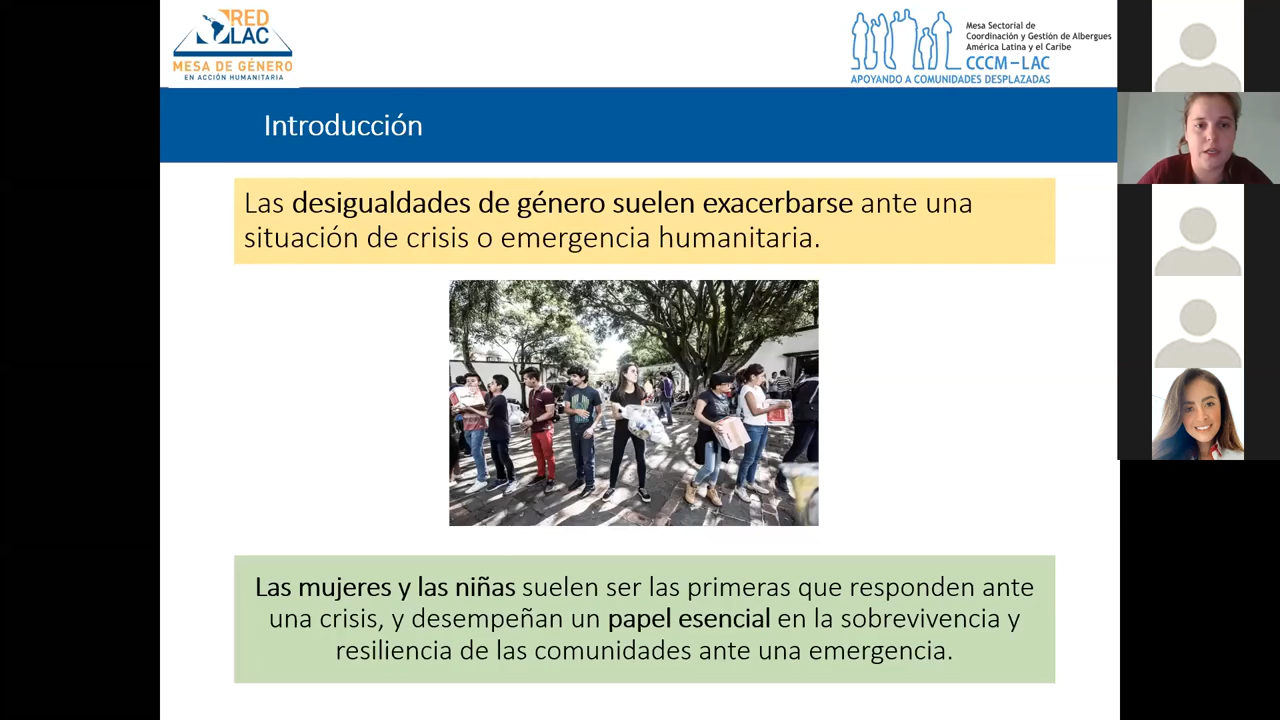 RED
LAC
MESA DE GÉNERO
EN ACCIÓN HUMANITARIA
Mesa Sectorial de
Coordinación y Gestión de Albergues
América Latina y el Caribe
CCCM–LAC
APOYANDO A COMUNIDADES DESPLAZADAS
Introducción
Las desigualdades de género suelen exacerbarse ante una
situación de crisis o emergencia humanitaria.
Las mujeres y las niñas suelen ser las primeras que responden ante
una crisis, y desempeñan un papel esencial en la sobrevivencia y
resiliencia de las comunidades ante una emergencia.